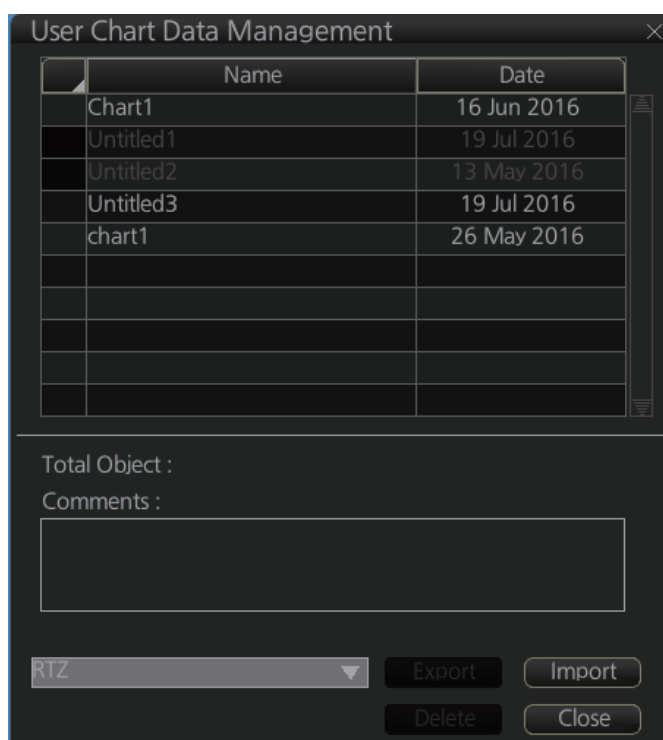 User Chart Data Management
Name Date
Chart1 16 Jun 2016
Untitled1 19 Jul 2016
Untitled2 13 May 2016
Untitled3 19 Jul 2016
chart1 26 May 2016
Total Object :
Comments :
RTZ Export Import
Delete Close